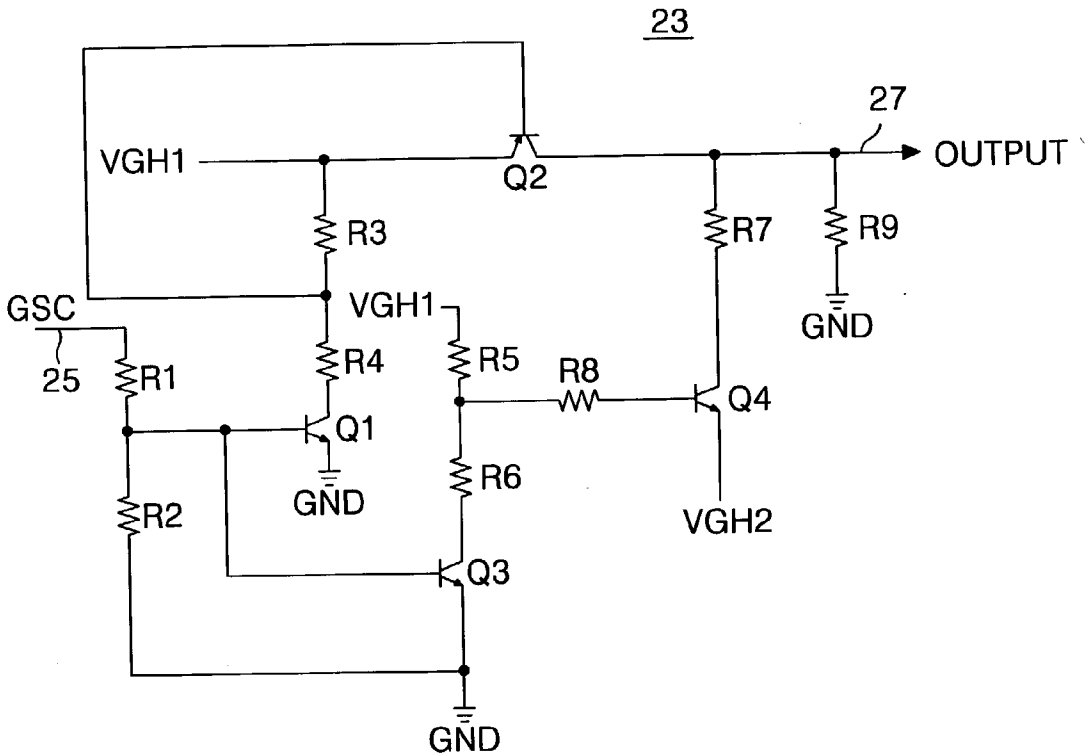 23
27
VGH1
OUTPUT
Q2
R3
R7
R9
GSC
VGH1
GND
25
R1
R4
R5
R8
Q4
Q1
R2
GND
R6
VGH2
Q3
GND